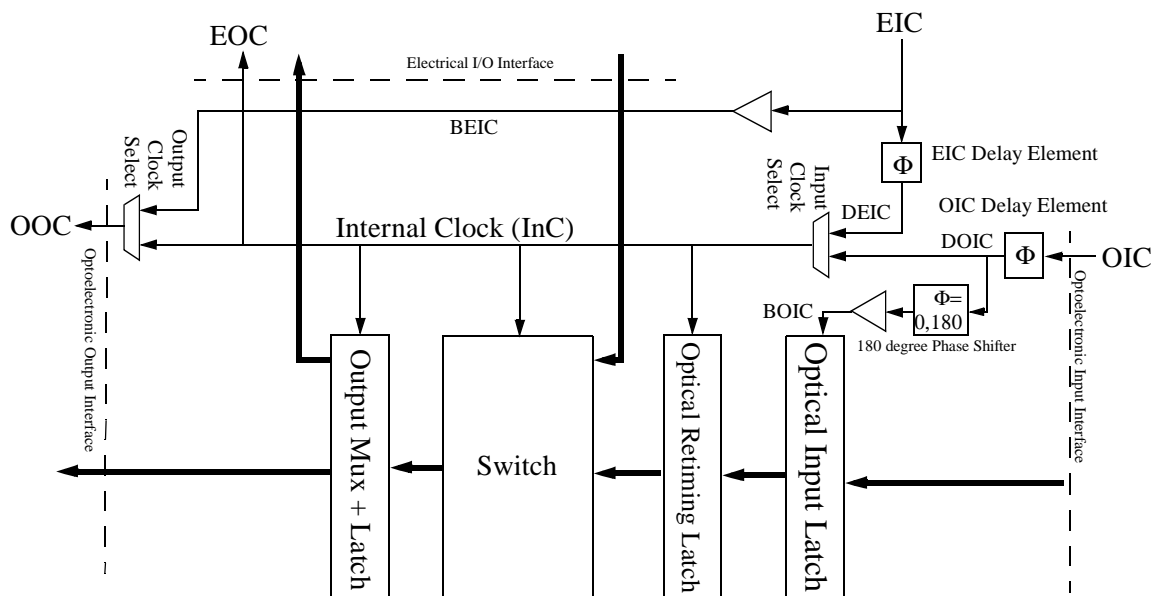 EOC
EIC
Electrical I/O Interface
BEIC
Output
Clock
Select
Input
Clock
Select
Φ
EIC Delay Element
DEIC
OIC Delay Element
OOC
Internal Clock (InC)
DOIC
Φ
OIC
Optoelectronic Output Interface
Optoelectronic Input Interface
BOIC
Φ=
0,180
180 degree Phase Shifter
Output Mux + Latch
Switch
Optical Retiming Latch
Optical Input Latch